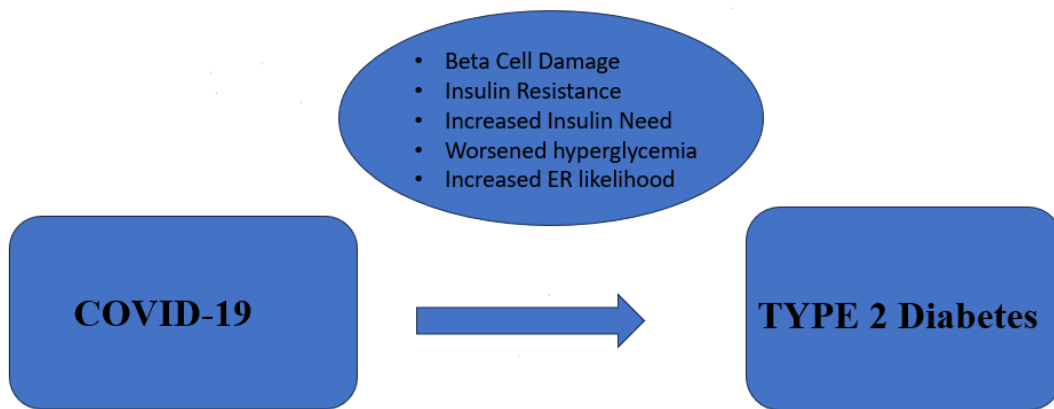 • Beta Cell Damage
• Insulin Resistance
• Increased Insulin Need
• Worsened hyperglycemia
• Increased ER likelihood
COVID-19
TYPE 2 Diabetes